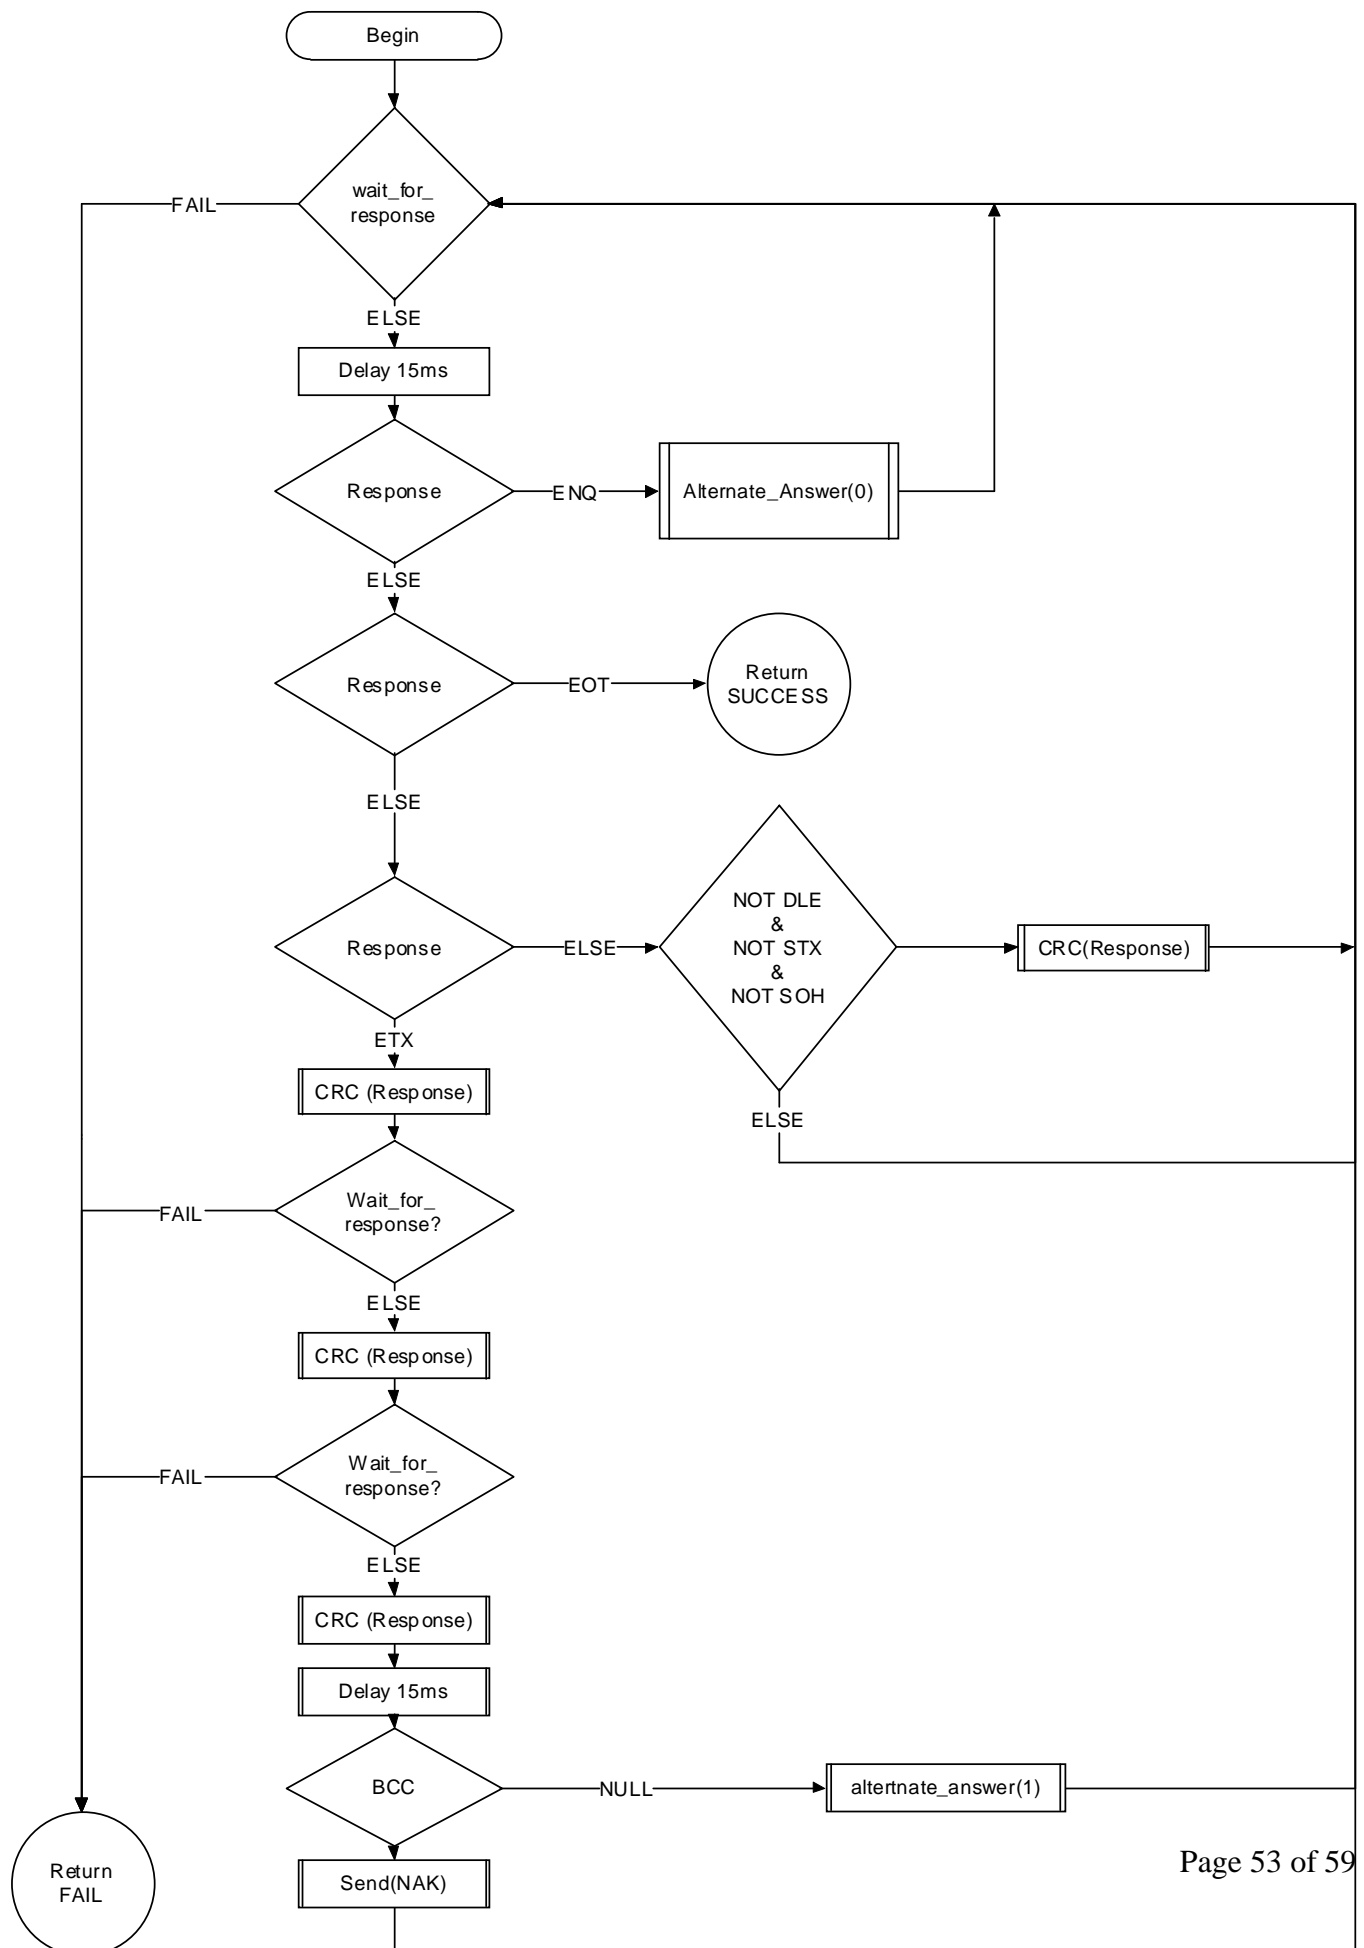 Begin
wait_for_
response
FAIL
ELSE
Delay 15ms
Response
ENQ
Alternate_Answer(0)
ELSE
Response
EOT
Return
SUCCESS
ELSE
Response
ELSE
NOT DLE
&
NOT STX
&
NOT SOH
CRC(Response)
ETX
CRC (Response)
ELSE
Wait_for_
response?
FAIL
ELSE
CRC (Response)
Wait_for_
response?
FAIL
ELSE
CRC (Response)
Delay 15ms
BCC
NULL
altertnate_answer(1)
Send(NAK)
Return
FAIL
Page 53 of 59